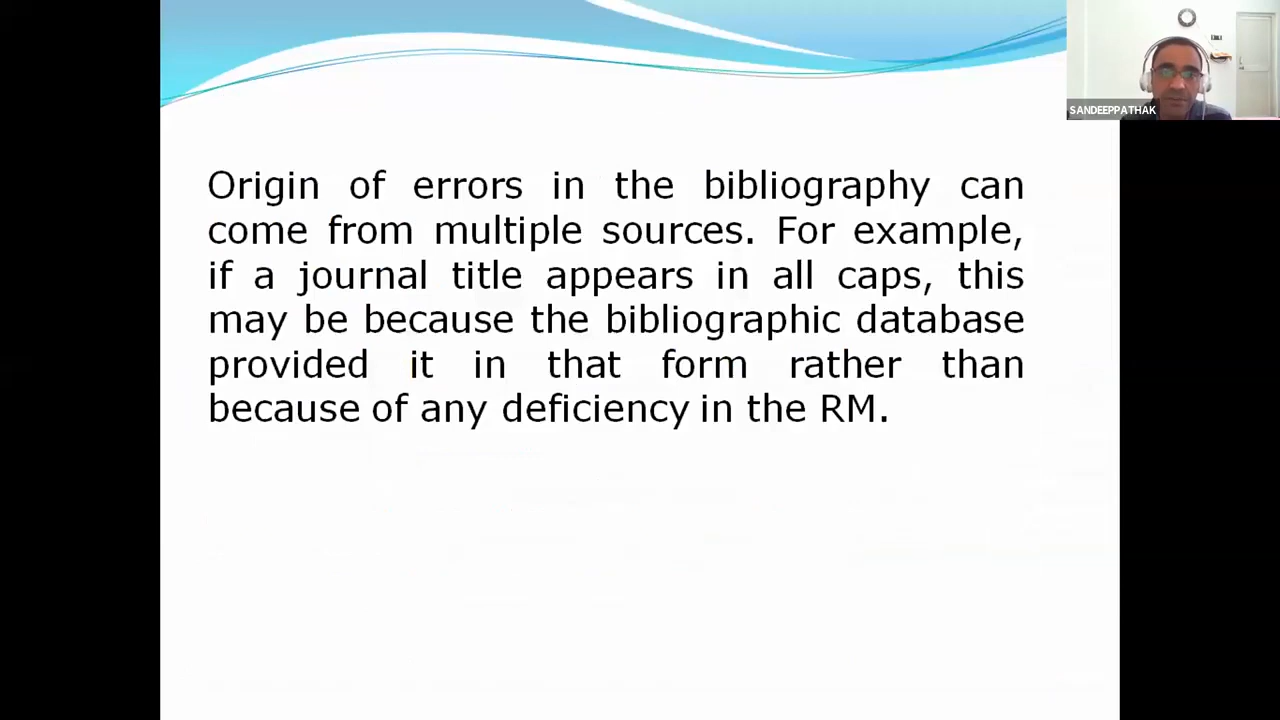 SANDEEPPATHAK
Origin of errors in the bibliography can
come from multiple sources. For example,
if a journal title appears in all caps, this
may be because the bibliographic database
provided it in that form rather than
because of any deficiency in the RM.